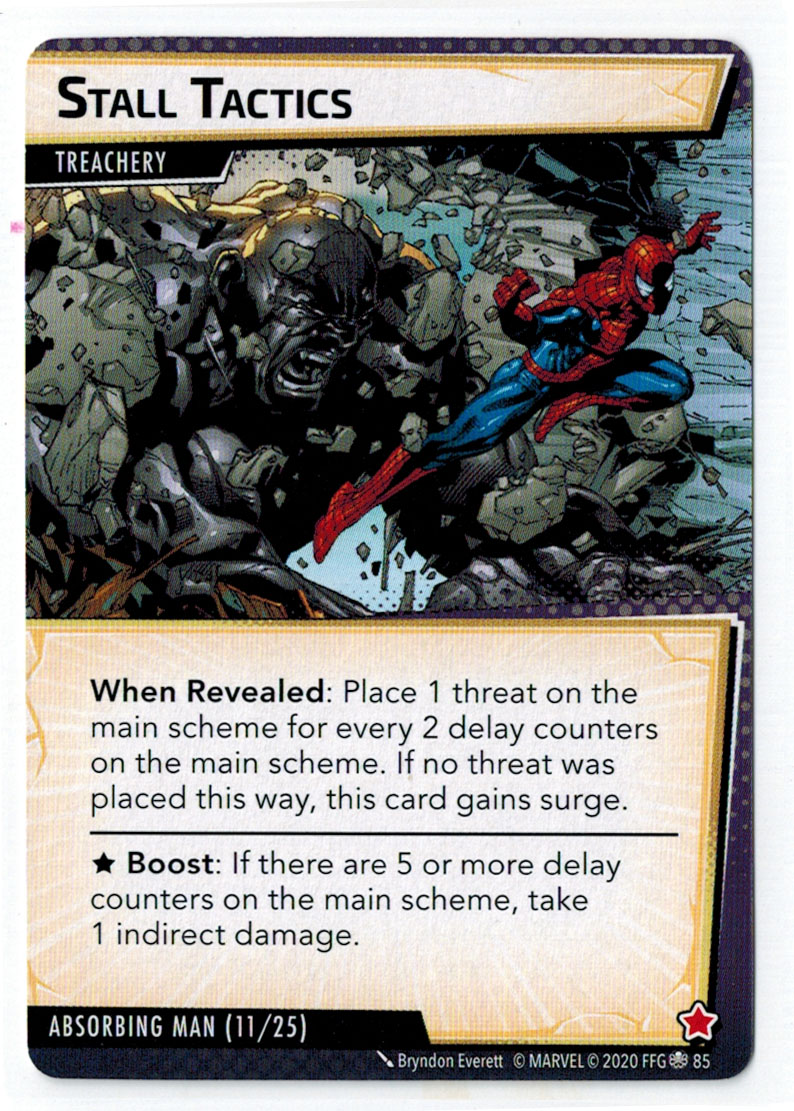 STALL TACTICS
TREACHERY
When Revealed: Place 1 threat on the
main scheme for every 2 delay counters
on the main scheme. If no threat was
placed this way, this card gains surge.
★ Boost: If there are 5 or more delay
counters on the main scheme, take
1 indirect damage.
ABSORBING MAN (11/25)
Bryndon Everett © MARVEL © 2020 FFG 85